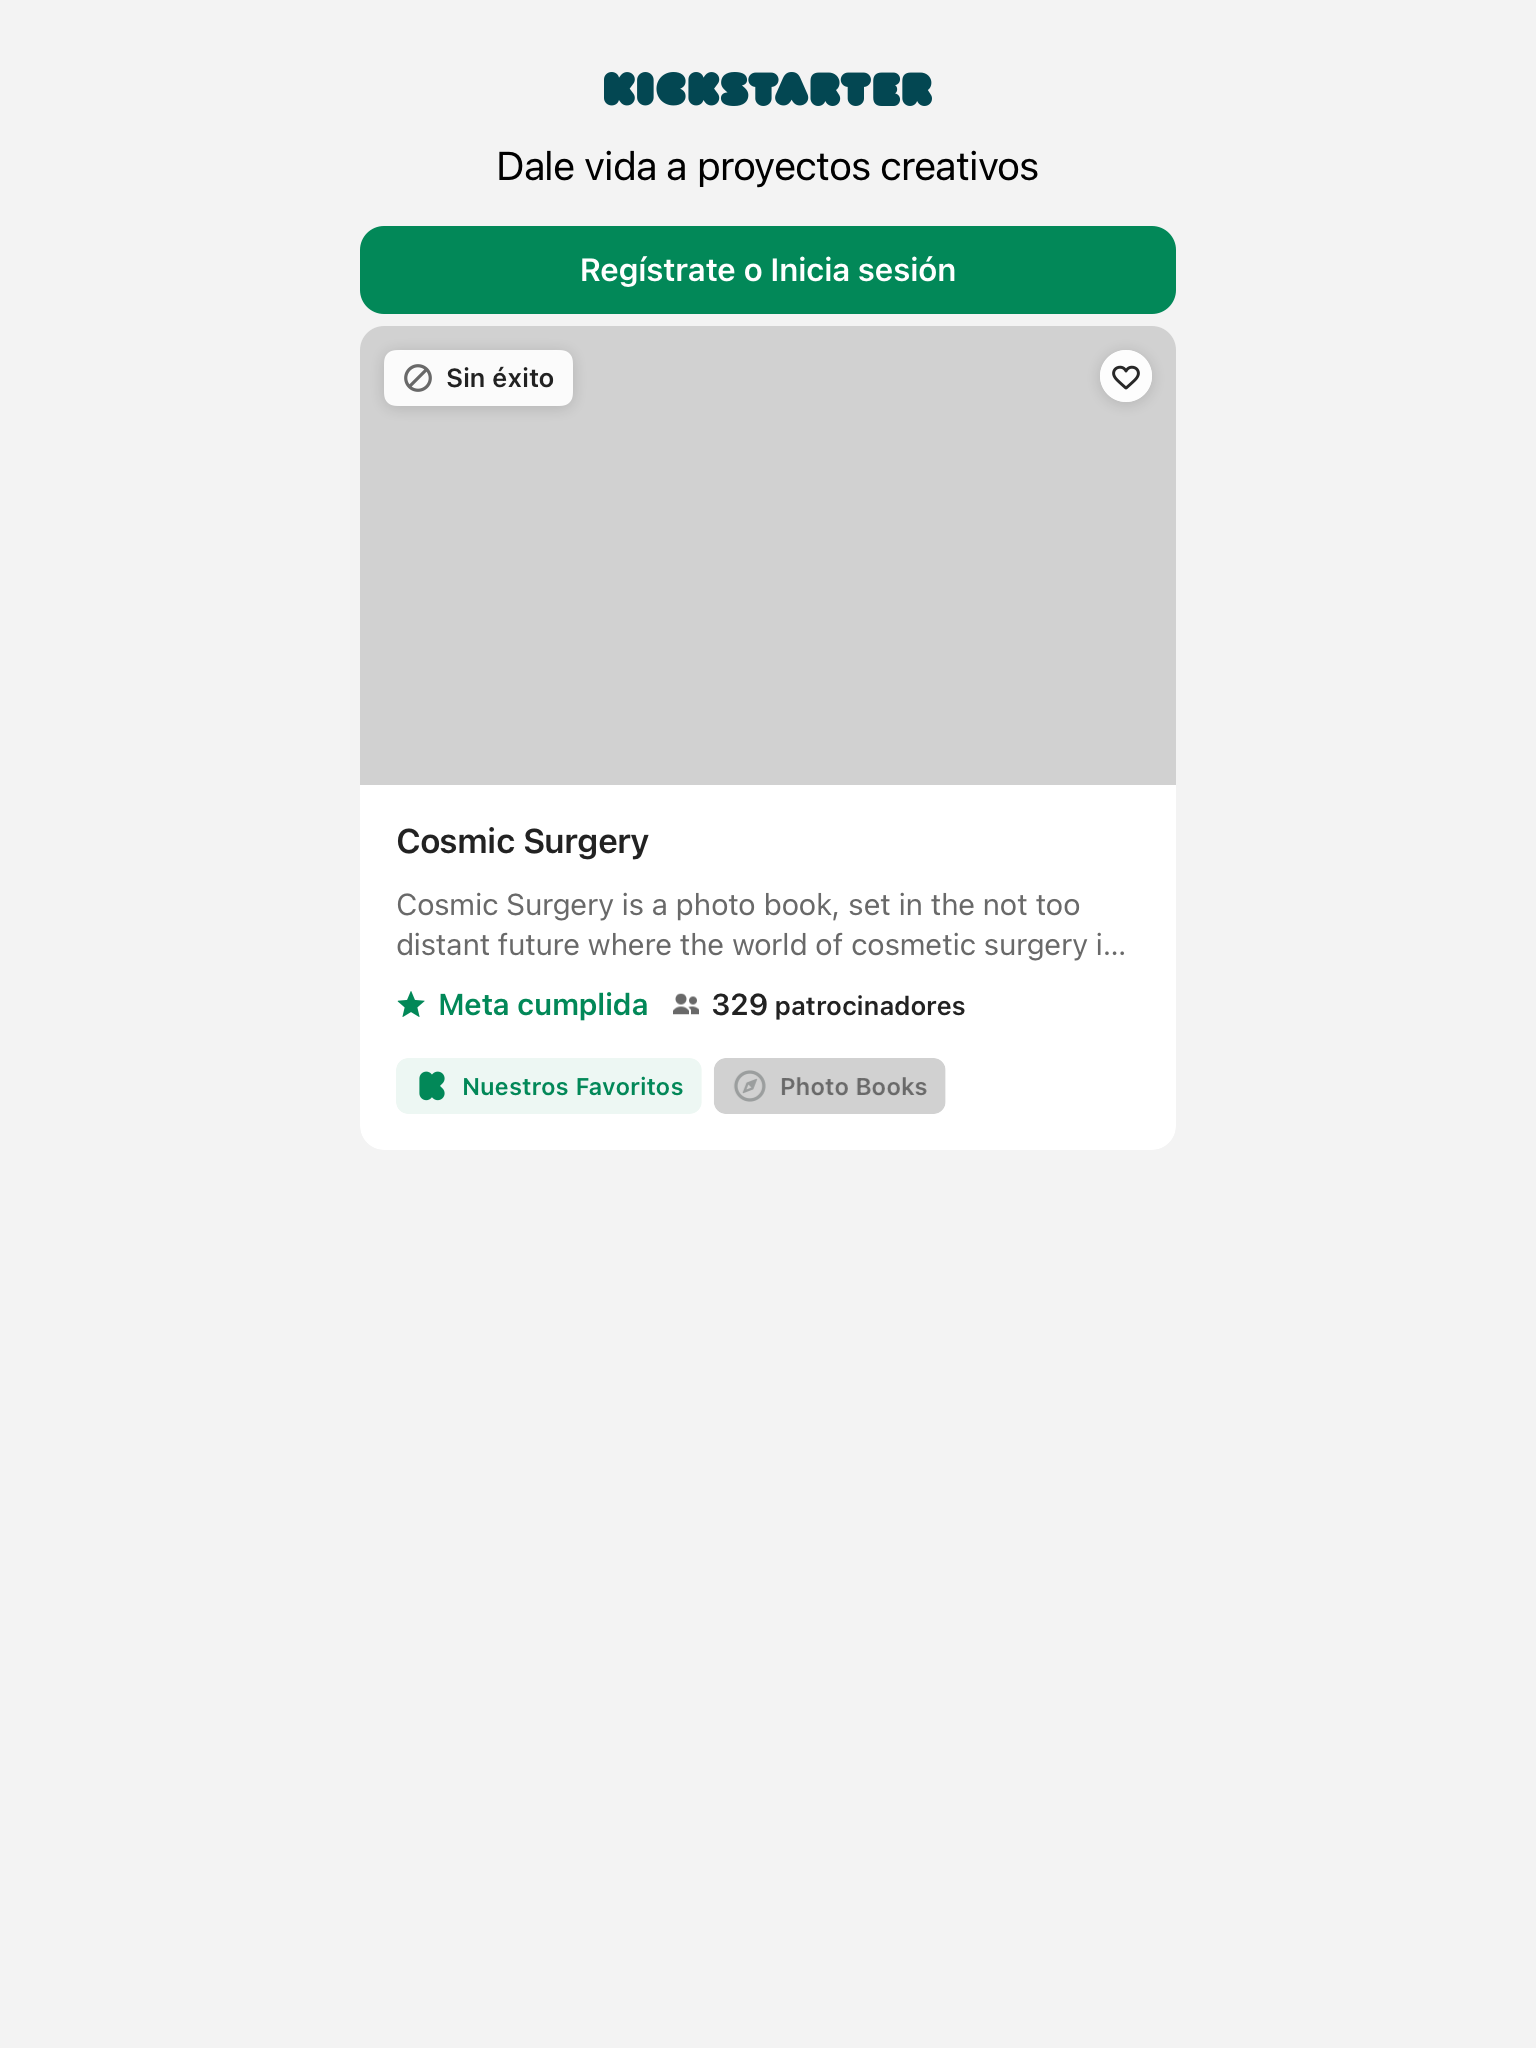 KICKSTARTER
Dale vida a proyectos creativos
Regístrate o Inicia sesión
Sin éxito
Cosmic Surgery
Cosmic Surgery is a photo book, set in the not too
distant future where the world of cosmetic surgery i...
Meta cumplida 329 patrocinadores
Nuestros Favoritos Photo Books